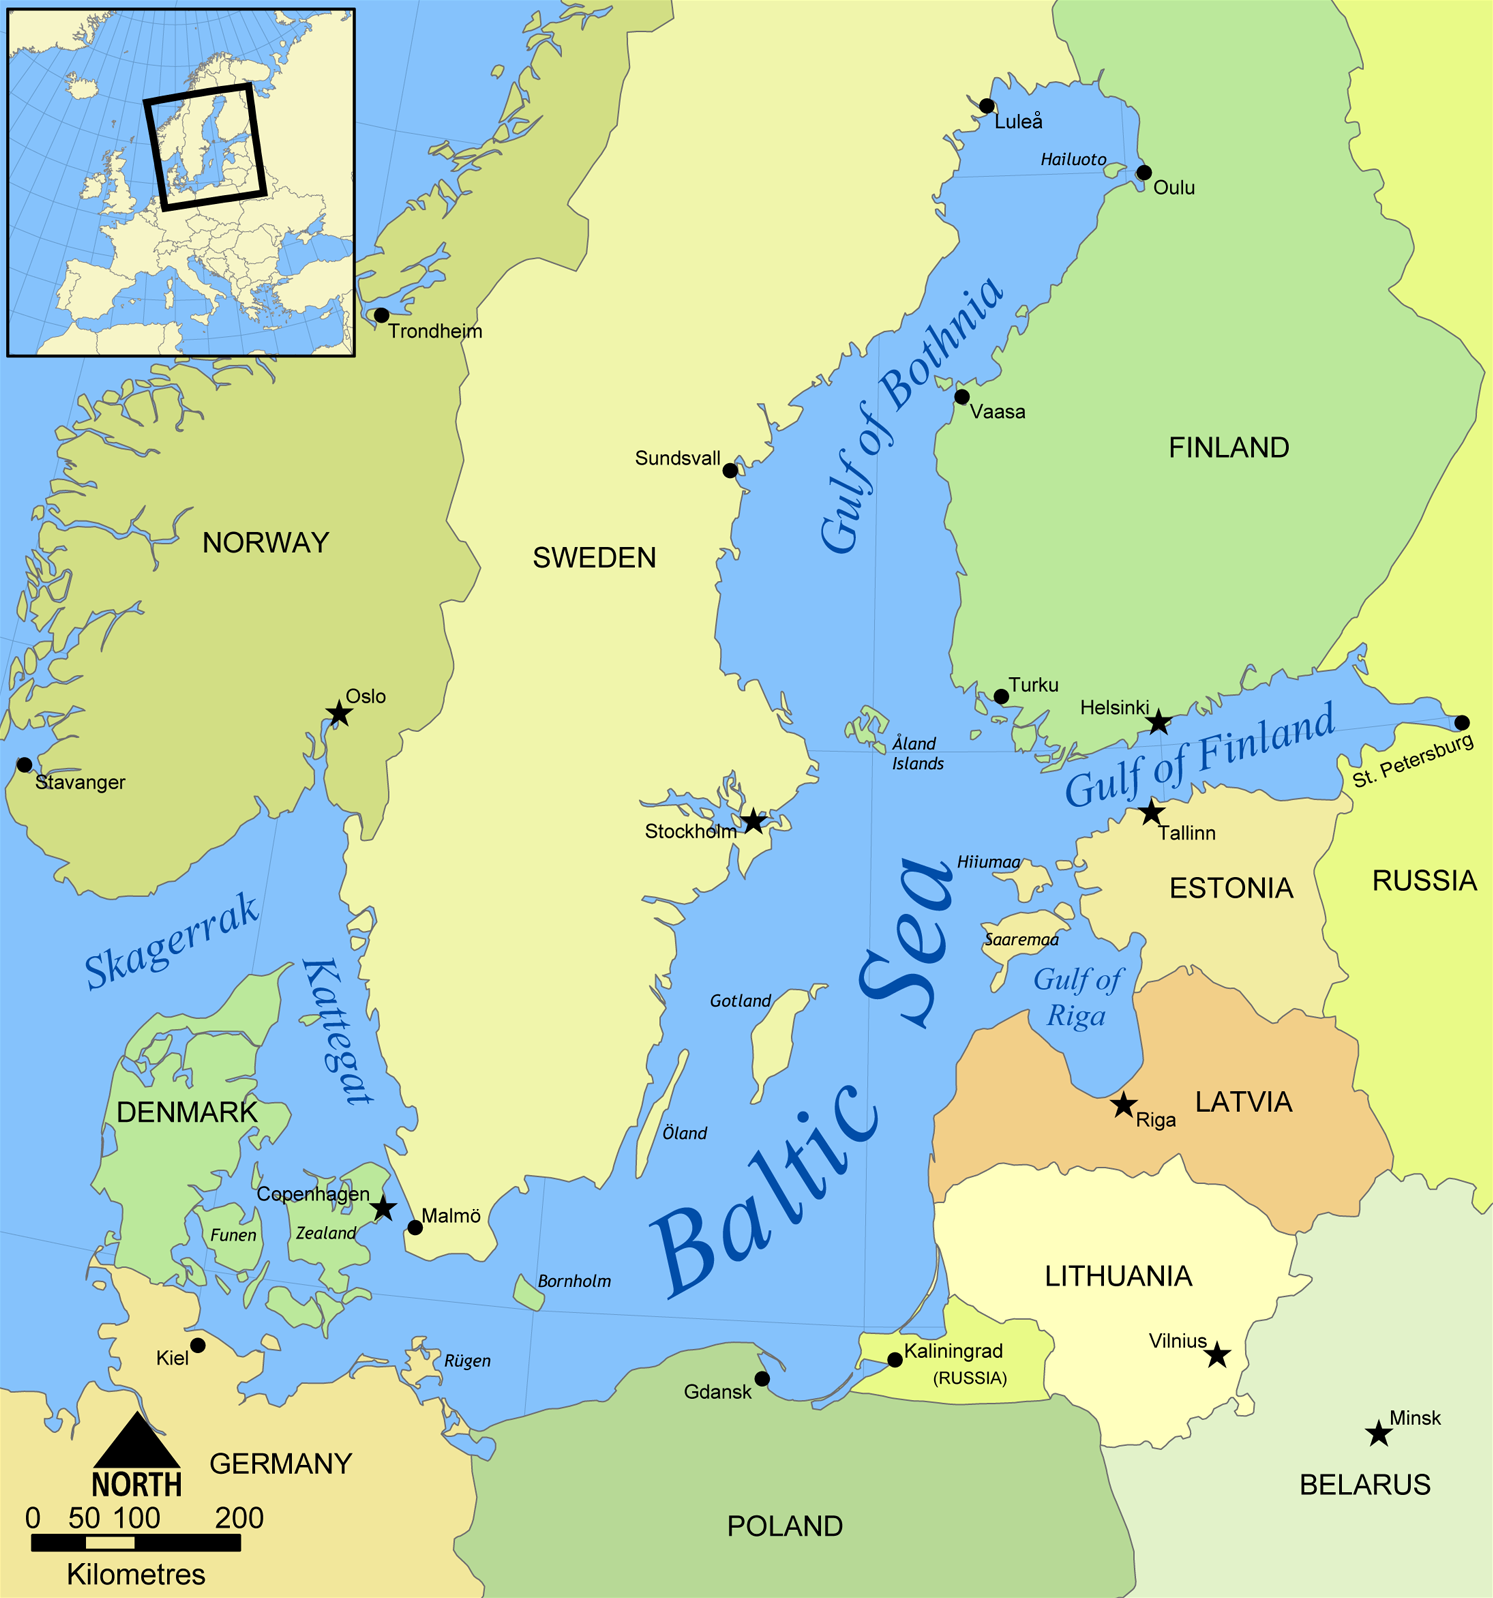 Luleå
Hailuoto
Oulu
Trondheim
Gulf of Bothnia
Vaasa
FINLAND
Sundsvall
NORWAY
SWEDEN
Oslo
Turku
Helsinki
Åland
Islands
Gulf of Finland
St. Petersburg
Stavanger
Stockholm
Tallinn
Hiiumaa
ESTONIA
RUSSIA
Skagerrak
Saaremaa
Kattegat
Gotland
Gulf of
Riga
Baltic Sea
DENMARK
LATVIA
Riga
Öland
Copenhagen
Malmö
Funen
Zealand
Bornholm
LITHUANIA
Vilnius
Kiel
Rügen
Kaliningrad
(RUSSIA)
Gdansk
Minsk
GERMANY
NORTH
BELARUS
0 50 100 200
Kilometres
POLAND